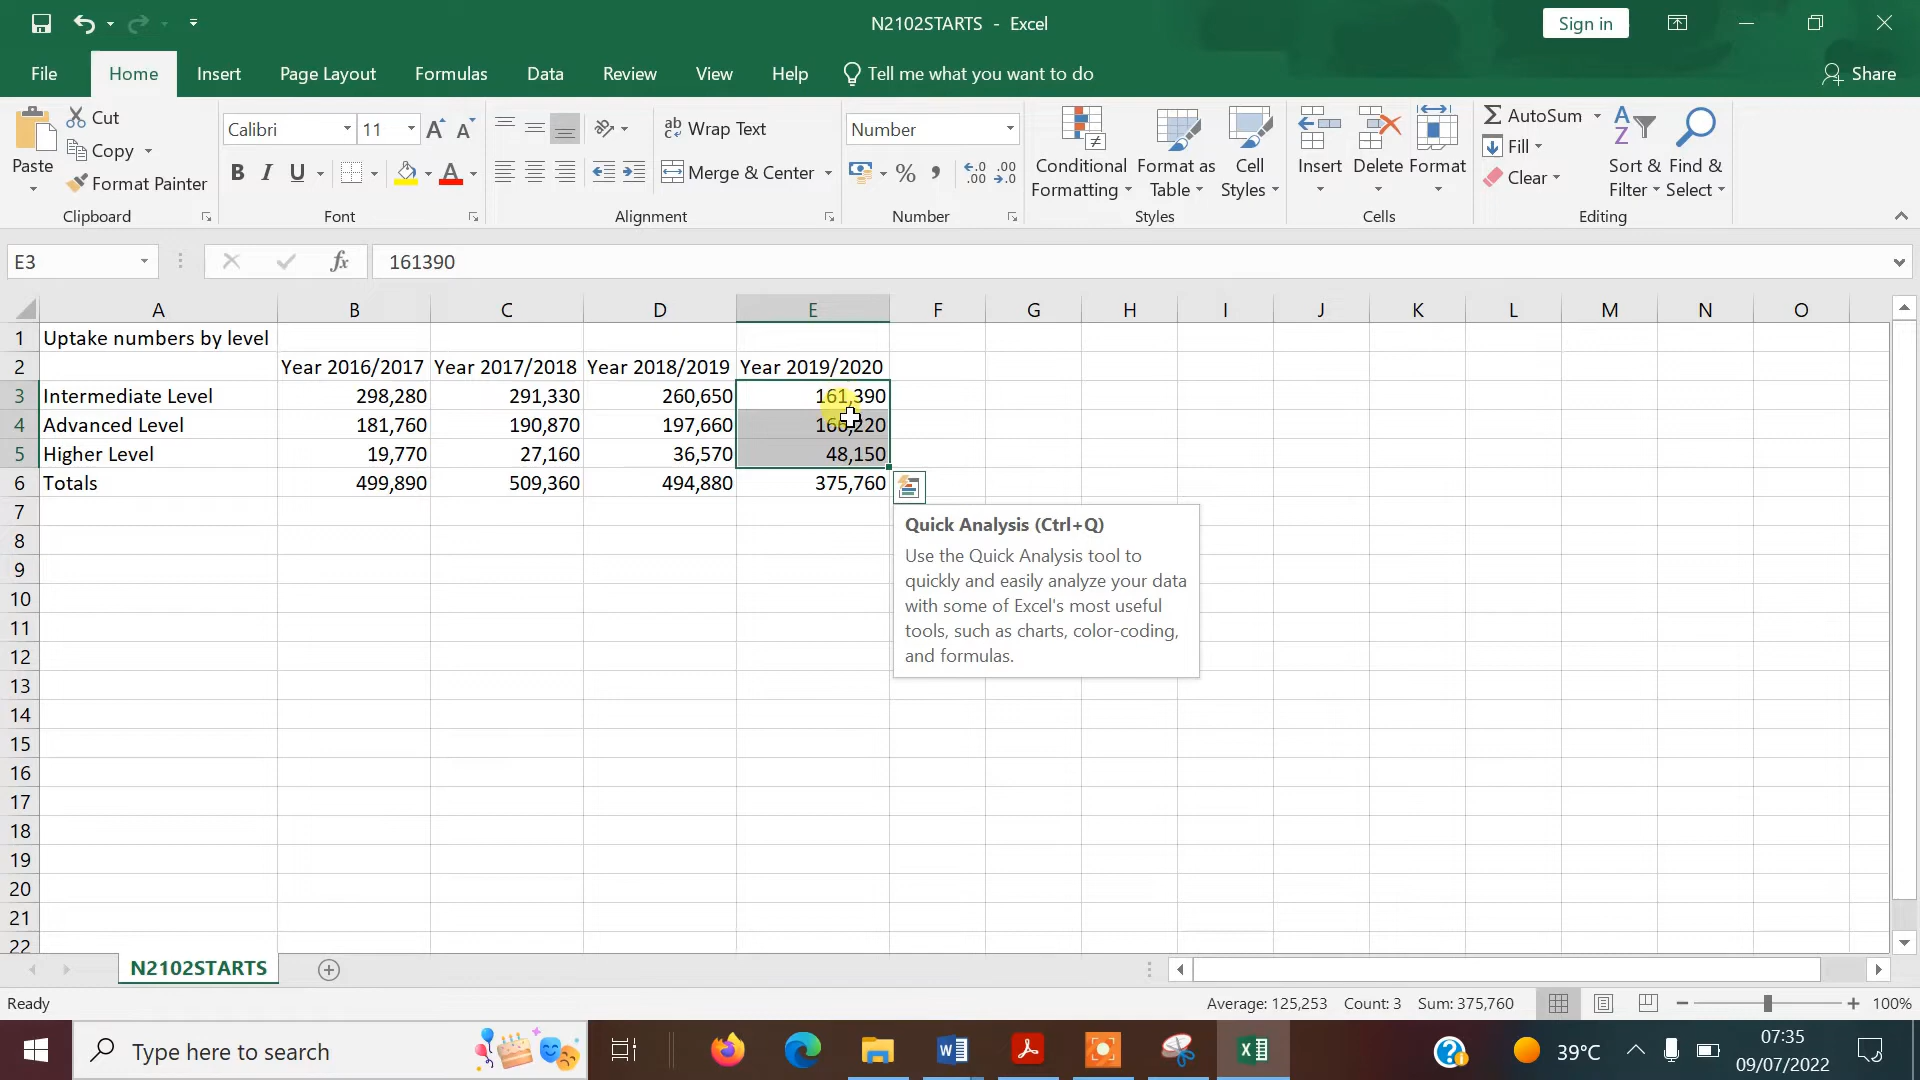 N2102STARTS - Excel
Sign in
File Home Insert Page Layout Formulas Data Review View Help Tell me what you want to do Share
Paste
Cut
Copy
Format Painter
Clipboard
Calibri 11
B I U
Font
Wrap Text
Merge & Center
Alignment
Number
Number
Conditional Formatting
Format as Table
Cell Styles
Styles
Insert
Delete
Format
Cells
AutoSum
Fill
Clear
Sort & Filter
Find & Select
Editing
E3 fx 161390
A B C D E F G H I J K L M N O
1 Uptake numbers by level
2 Year 2016/2017 Year 2017/2018 Year 2018/2019 Year 2019/2020
3 Intermediate Level 298,280 291,330 260,650 161,390
4 Advanced Level 181,760 190,870 197,660 166,220
5 Higher Level 19,770 27,160 36,570 48,150
6 Totals 499,890 509,360 494,880 375,760
7
8
9
10
11
12
13
14
15
16
17
18
19
20
21
22
Quick Analysis (Ctrl+Q)
Use the Quick Analysis tool to
quickly and easily analyze your data
with some of Excel's most useful
tools, such as charts, color-coding,
and formulas.
N2102STARTS
Ready Average: 125,253 Count: 3 Sum: 375,760 100%
Type here to search
39°C
07:35
09/07/2022